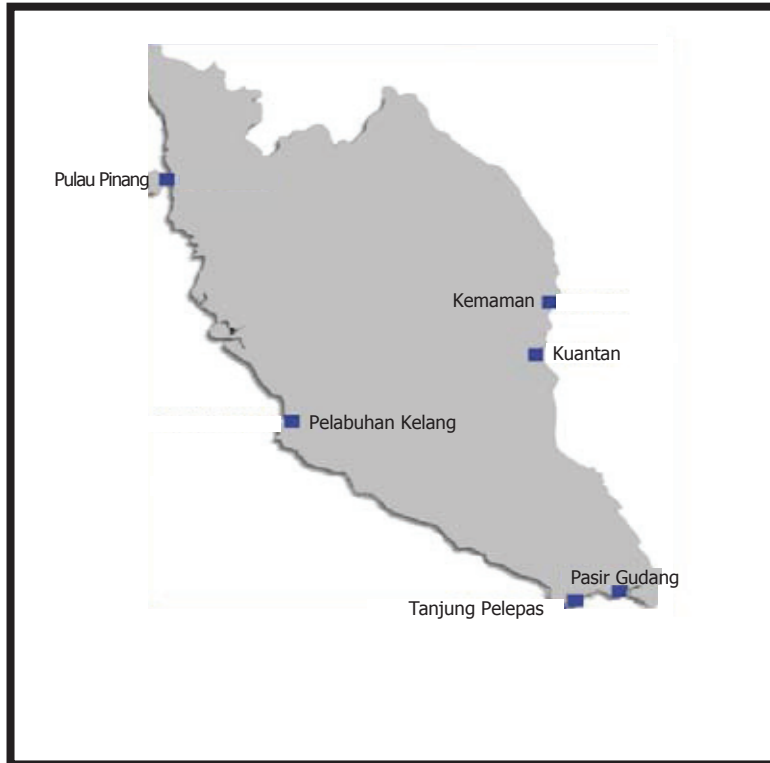 Pulau Pinang
Kemaman
Kuantan
Pelabuhan Kelang
Pasir Gudang
Tanjung Pelepas